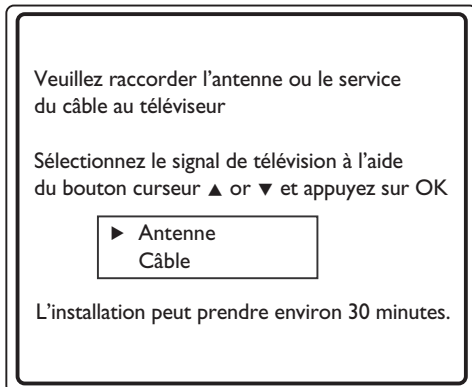 Veuillez raccorder l’antenne ou le service
du câble au téléviseur
Sélectionnez le signal de télévision à l’aide
du bouton curseur ▲ or ▼ et appuyez sur OK
► Antenne
Câble
L’installation peut prendre environ 30 minutes.